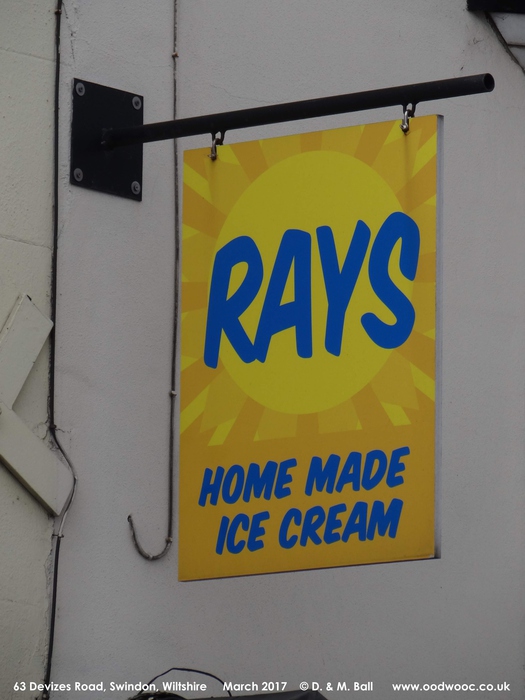 RAYS
HOME MADE
ICE CREAM
63 Devizes Road, Swindon, Wiltshire March 2017 © D. & M. Ball www.oodwooc.co.uk